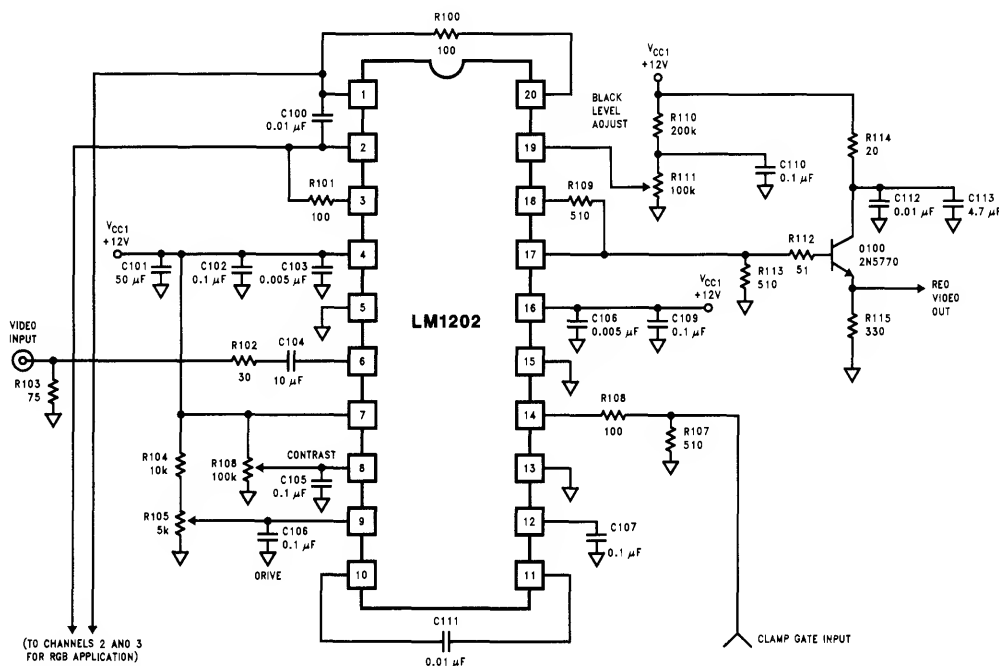 R100
100
VCC1
+12V
1
20
C100
0.01 µF
BLACK
LEVEL
ADJUST
R110
200k
R114
20
2
19
R101
100
R111
100k
C110
0.1 µF
3
18
R109
510
C112
0.01 µF
C113
4.7 µF
VCC1
+12V
Q100
2N5770
R112
51
4
17
C101
50 µF
C102
0.1 µF
C103
0.005 µF
R113
510
RED
VIDEO
OUT
VCC1
+12V
5
16
LM1202
C106
0.005 µF
C109
0.1 µF
R115
330
VIDEO
INPUT
R102
30
C104
10 µF
6
15
R103
75
7
14
R108
100
R107
510
R104
10k
R108
100k
CONTRAST
8
13
C105
0.1 µF
R105
5k
9
12
C106
0.1 µF
C107
0.1 µF
DRIVE
10
11
C111
0.01 µF
(TO CHANNELS 2 AND 3
FOR RGB APPLICATION)
CLAMP GATE INPUT